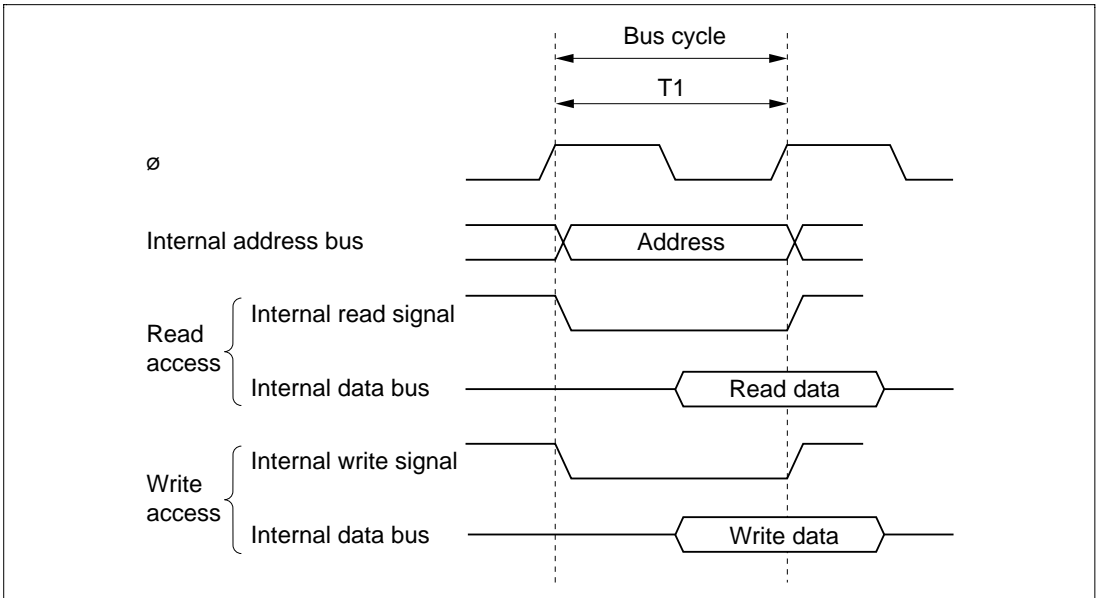 Bus cycle
T1
ø
Internal address bus
Address
Read
access
Internal read signal
Internal data bus
Read data
Write
access
Internal write signal
Internal data bus
Write data